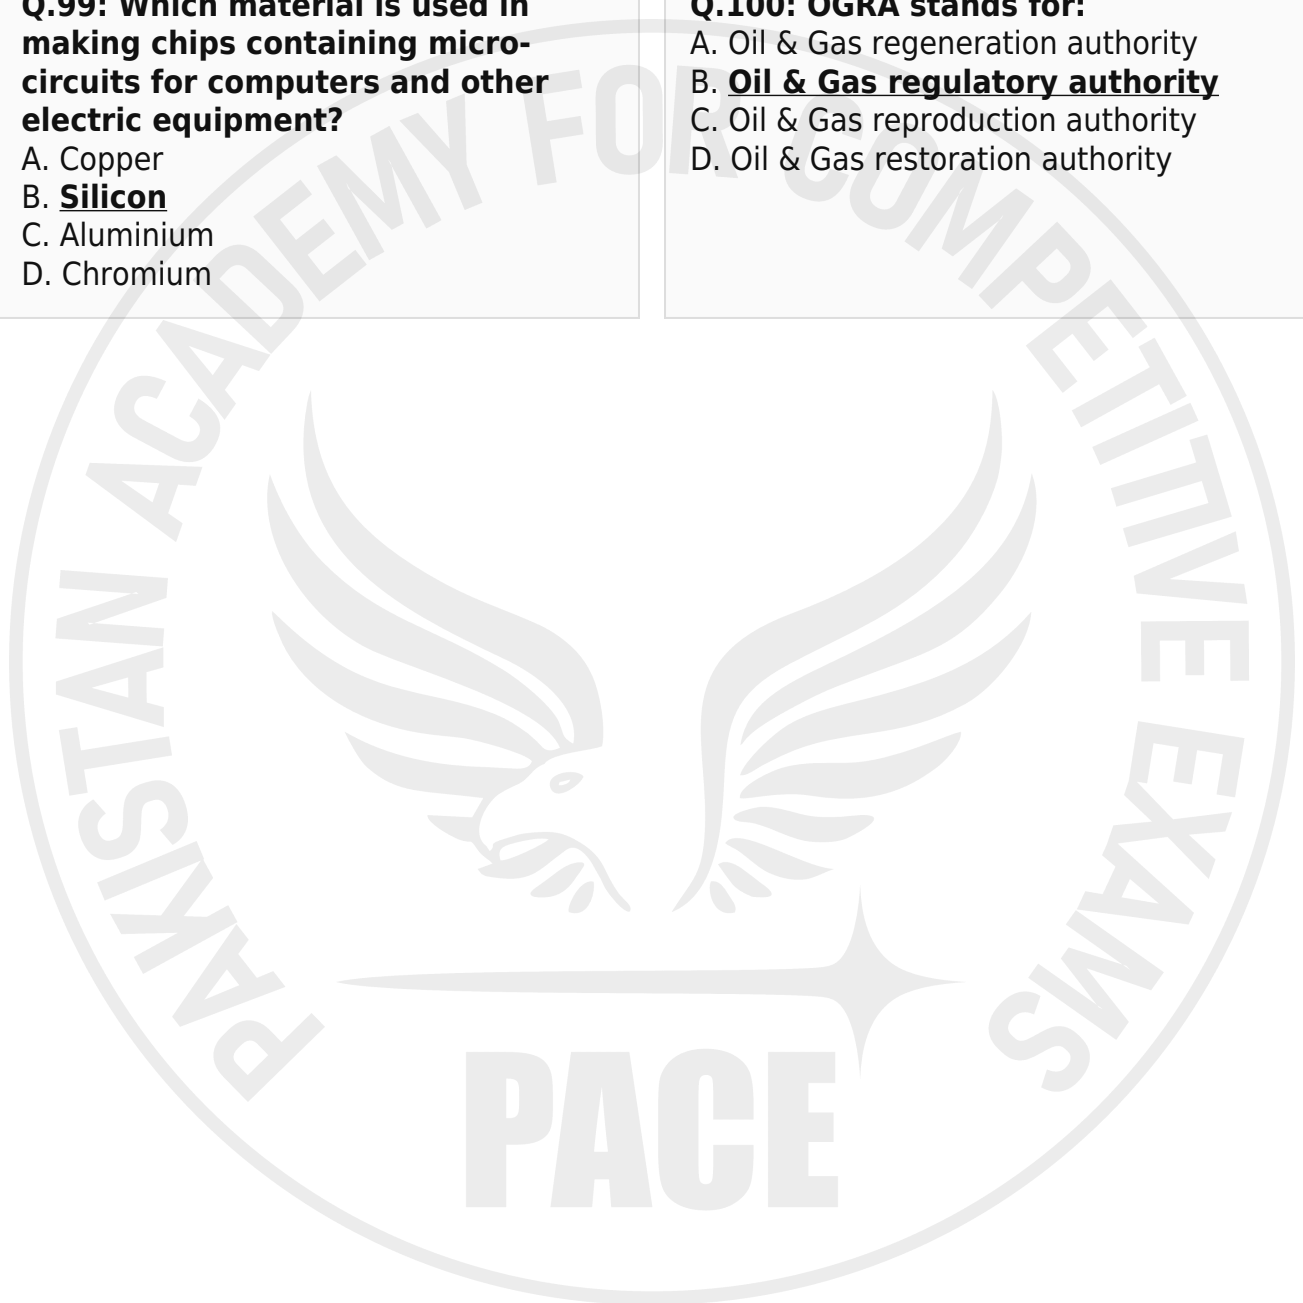 Q.99: Which material is used in
making chips containing micro-
circuits for computers and other
electric equipment?
A. Copper
B. Silicon
C. Aluminium
D. Chromium
Q.100: OGRA stands for:
A. Oil & Gas regeneration authority
B. Oil & Gas regulatory authority
C. Oil & Gas reproduction authority
D. Oil & Gas restoration authority
PAKISTAN ACADEMY FOR COMPETITIVE EXAMS
PACE